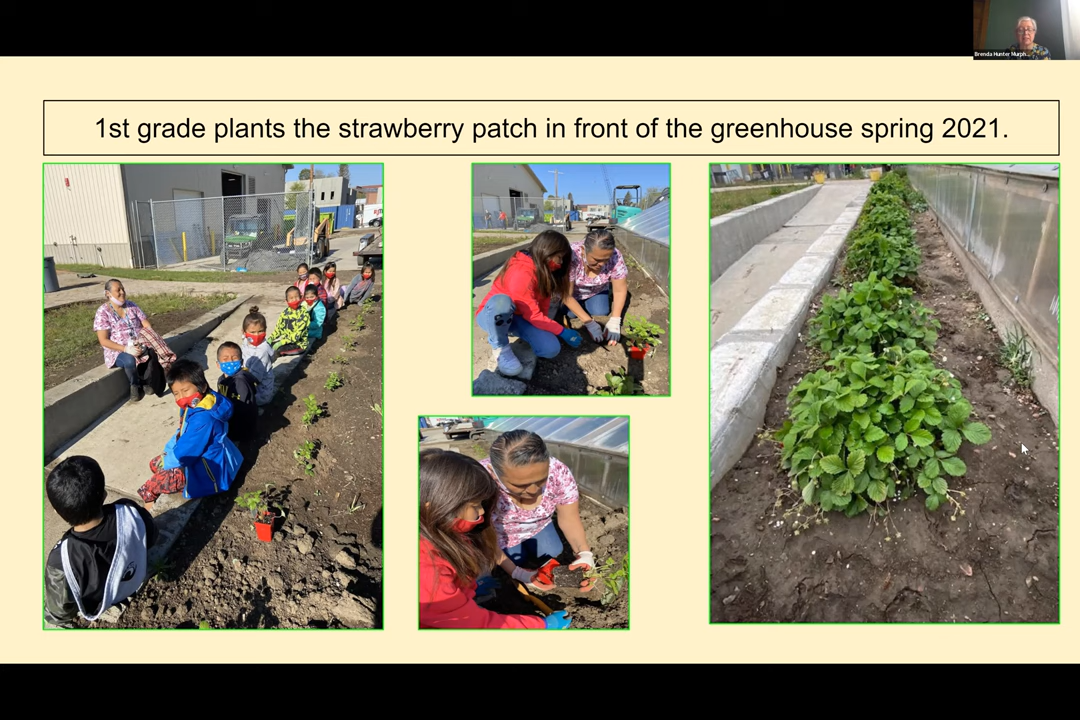 Brenda Hunter Murph...
1st grade plants the strawberry patch in front of the greenhouse spring 2021.